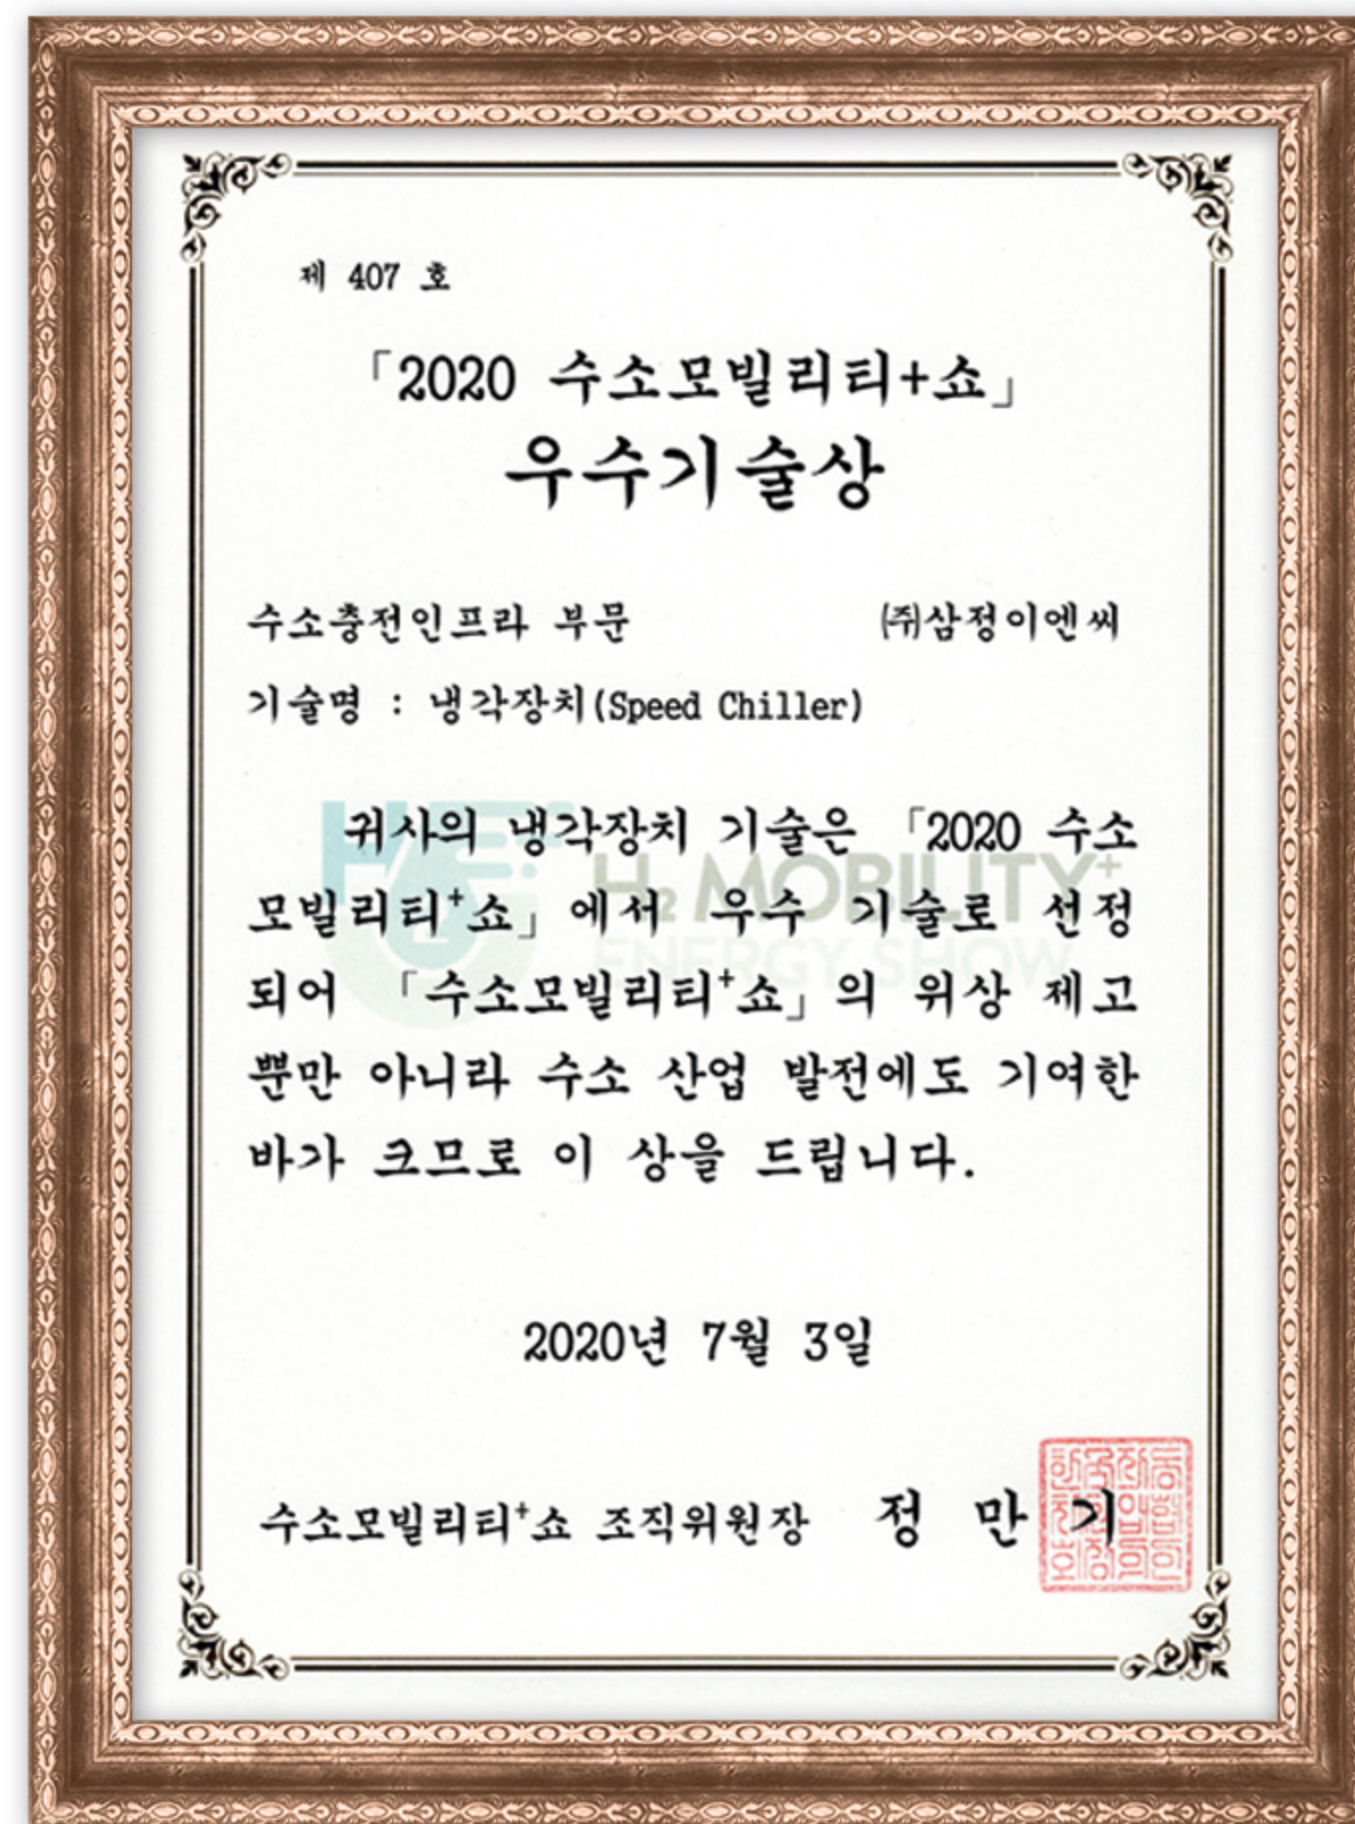 제 407 호
「2020 수소모빌리티+쇼」
우수기술상
수소충전인프라 부문 ㈜삼정이엔씨
기술명 : 냉각장치(Speed Chiller)
귀사의 냉각장치 기술은 「2020 수소
모빌리티+쇼」에서 우수 기술로 선정
되어 「수소모빌리티+쇼」의 위상 제고
뿐만 아니라 수소 산업 발전에도 기여한
바가 크므로 이 상을 드립니다.
H2 MOBILITY+
ENERGY SHOW
2020년 7월 3일
수소모빌리티+쇼 조직위원장 정 만 기